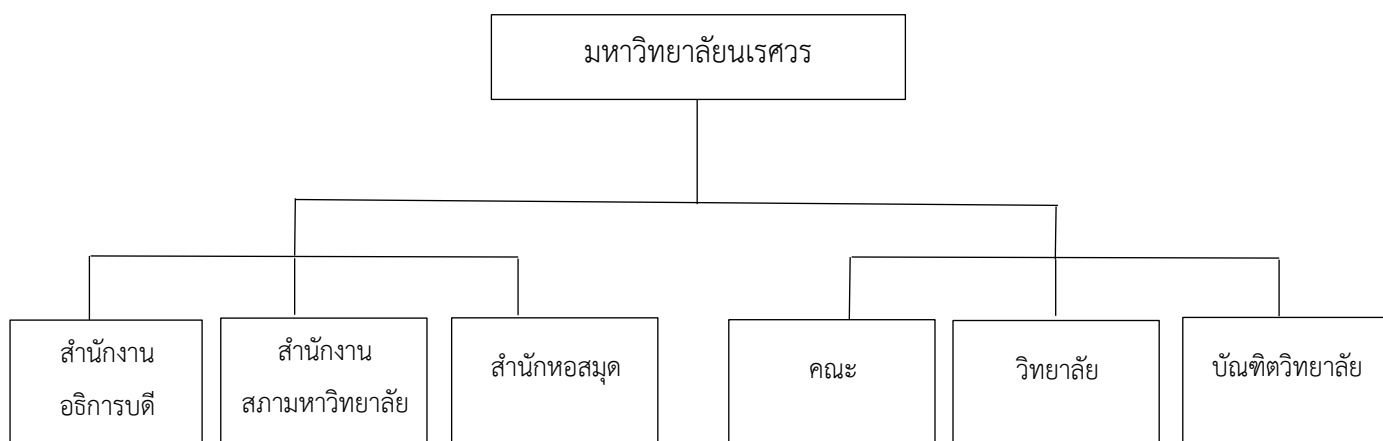 มหาวิทยาลัยนเรศวร
สำนักงาน
อธิการบดี
สำนักงาน
สภามหาวิทยาลัย
สำนักหอสมุด
คณะ
วิทยาลัย
บัณฑิตวิทยาลัย